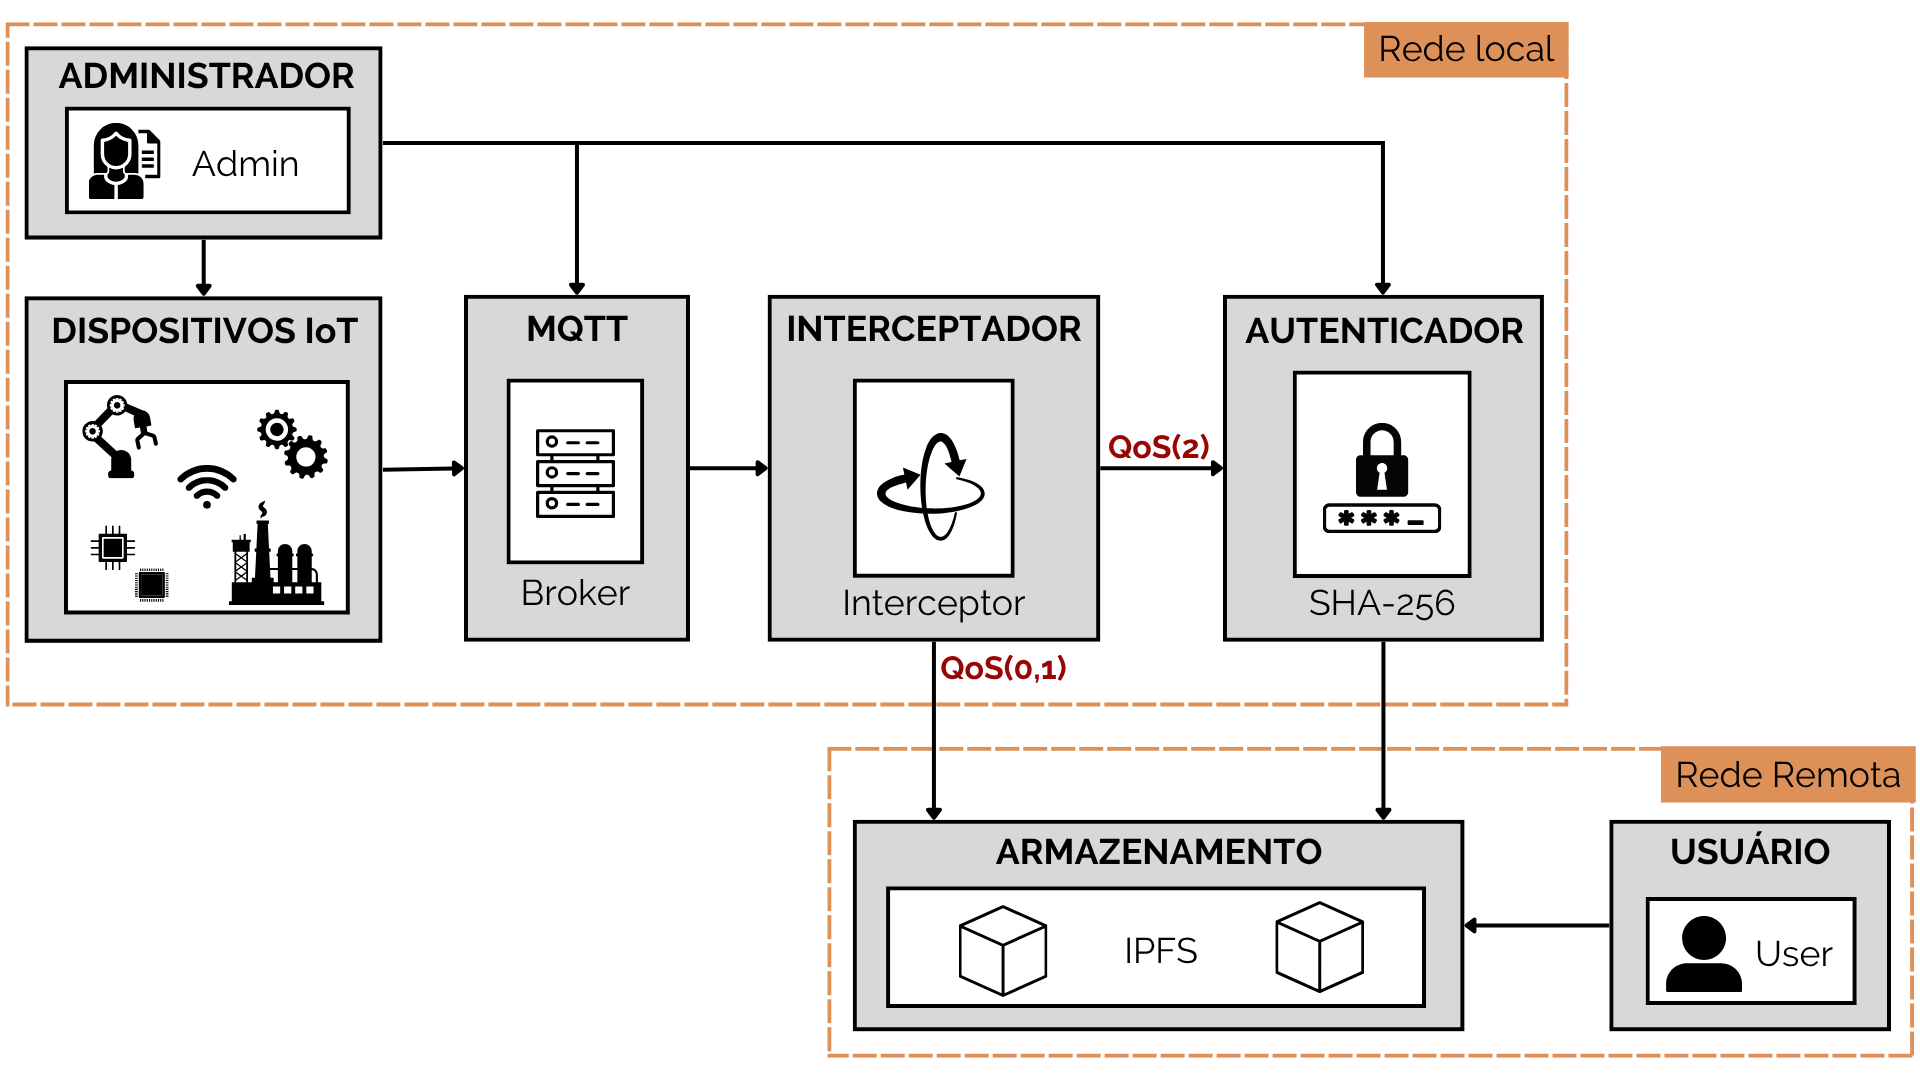 Rede local
ADMINISTRADOR
Admin
DISPOSITIVOS IoT
MQTT
Broker
INTERCEPTADOR
Interceptor
QoS(2)
AUTENTICADOR
***_
SHA-256
QoS(0,1)
Rede Remota
ARMAZENAMENTO
IPFS
USUÁRIO
User